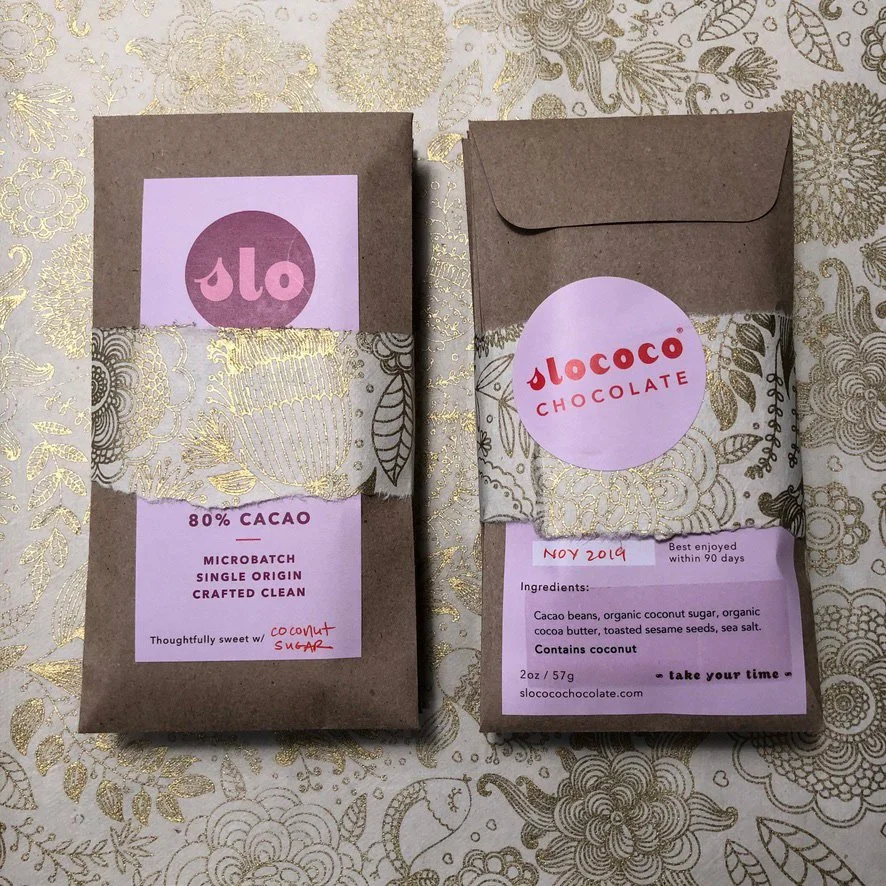 slo
80% CACAO
MICROBATCH
SINGLE ORIGIN
CRAFTED CLEAN
Thoughtfully sweet w/ coconut
SUGAR
slococo®
CHOCOLATE
NOV 2019
Best enjoyed
within 90 days
Ingredients:
Cacao beans, organic coconut sugar, organic
cocoa butter, toasted sesame seeds, sea salt.
Contains coconut
2oz / 57g
∞ take your time ∞
slocochocolate.com